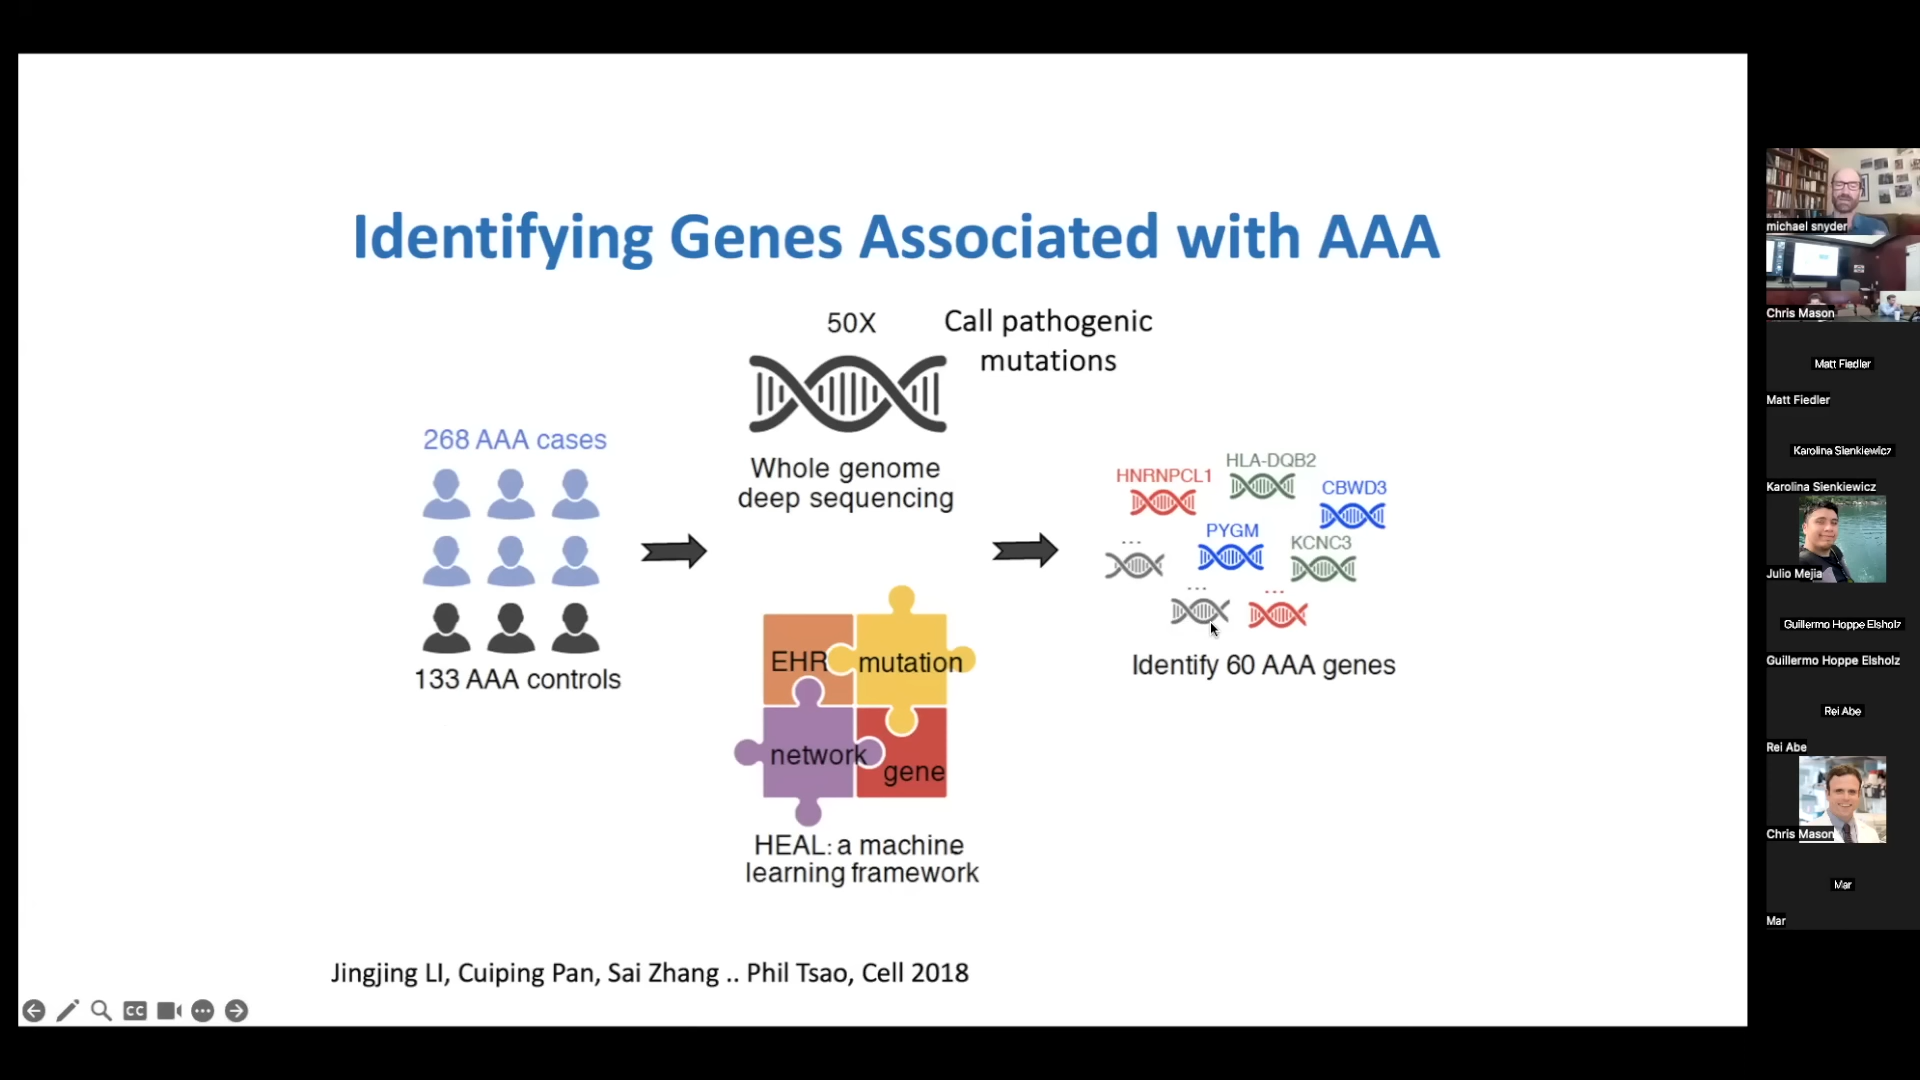 Identifying Genes Associated with AAA
50X
Call pathogenic
mutations
268 AAA cases
133 AAA controls
Whole genome
deep sequencing
EHR
mutation
network
gene
HEAL: a machine
learning framework
HNRNPCL1
HLA-DQB2
CBWD3
PYGM
KCNC3
...
...
...
Identify 60 AAA genes
Jingjing LI, Cuiping Pan, Sai Zhang .. Phil Tsao, Cell 2018
CC
michael snyder
Chris Mason
Matt Fiedler
Matt Fiedler
Karolina Sienkiewicz
Karolina Sienkiewicz
Julio Mejia
Guillermo Hoppe Elsholz
Guillermo Hoppe Elsholz
Rei Abe
Rei Abe
Chris Mason
Mar
Mar